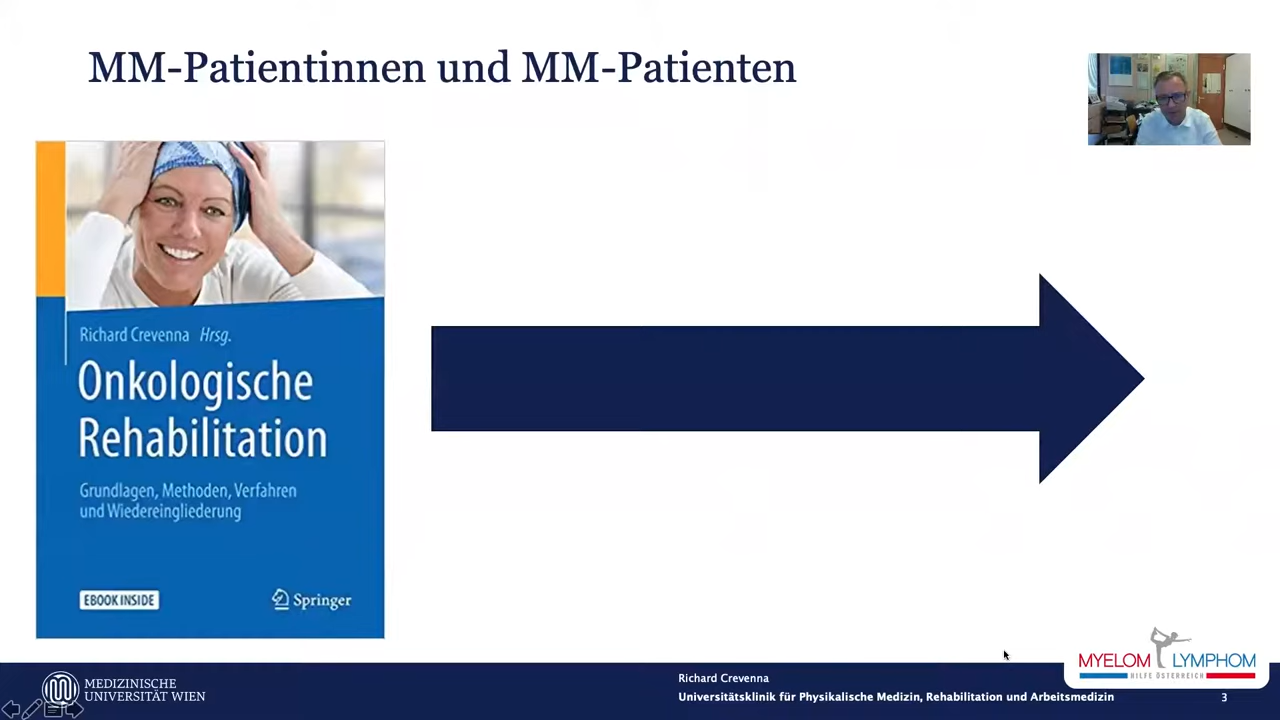 MM-Patientinnen und MM-Patienten
Richard Crevenna Hrsg.
Onkologische
Rehabilitation
Grundlagen, Methoden, Verfahren
und Wiedereingliederung
EBOOK INSIDE
Springer
MEDIZINISCHE
UNIVERSITÄT WIEN
Richard Crevenna
Universitätsklinik für Physikalische Medizin, Rehabilitation und Arbeitsmedizin
MYELOM LYMPHOM
HILFE ÖSTERREICH
3